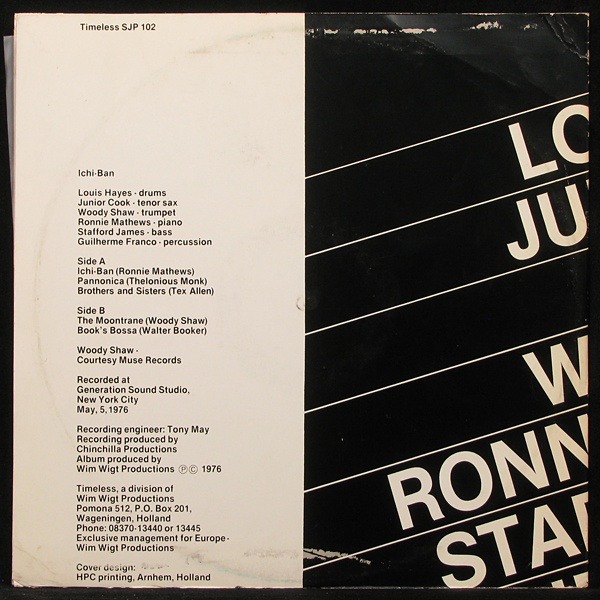 Timeless SJP 102
Ichi-Ban
Louis Hayes · drums
Junior Cook · tenor sax
Woody Shaw · trumpet
Ronnie Mathews · piano
Stafford James · bass
Guilherme Franco · percussion
Side A
Ichi-Ban (Ronnie Mathews)
Pannonica (Thelonious Monk)
Brothers and Sisters (Tex Allen)
Side B
The Moontrane (Woody Shaw)
Book's Bossa (Walter Booker)
Woody Shaw ·
Courtesy Muse Records
Recorded at
Generation Sound Studio,
New York City
May, 5, 1976
Recording engineer: Tony May
Recording produced by
Chinchilla Productions
Album produced by
Wim Wigt Productions ℗© 1976
Timeless, a division of
Wim Wigt Productions
Pomona 512, P.O. Box 201,
Wageningen, Holland
Phone: 08370-13440 or 13445
Exclusive management for Europe·
Wim Wigt Productions
Cover design:
HPC printing, Arnhem, Holland
LO
JU
W
RONN
STAF